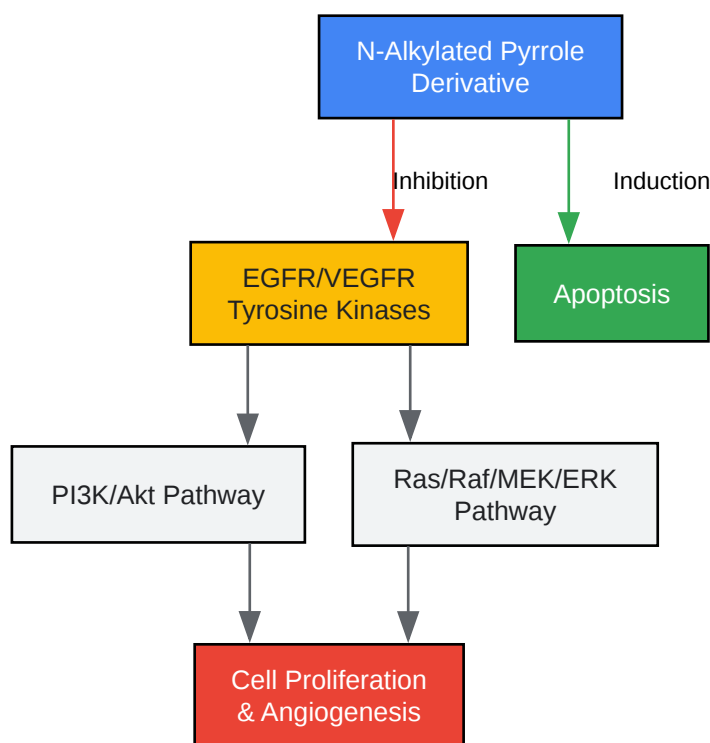 N-Alkylated Pyrrole
Derivative
Inhibition
Induction
EGFR/VEGFR
Tyrosine Kinases
Apoptosis
PI3K/Akt Pathway
Ras/Raf/MEK/ERK
Pathway
Cell Proliferation
& Angiogenesis